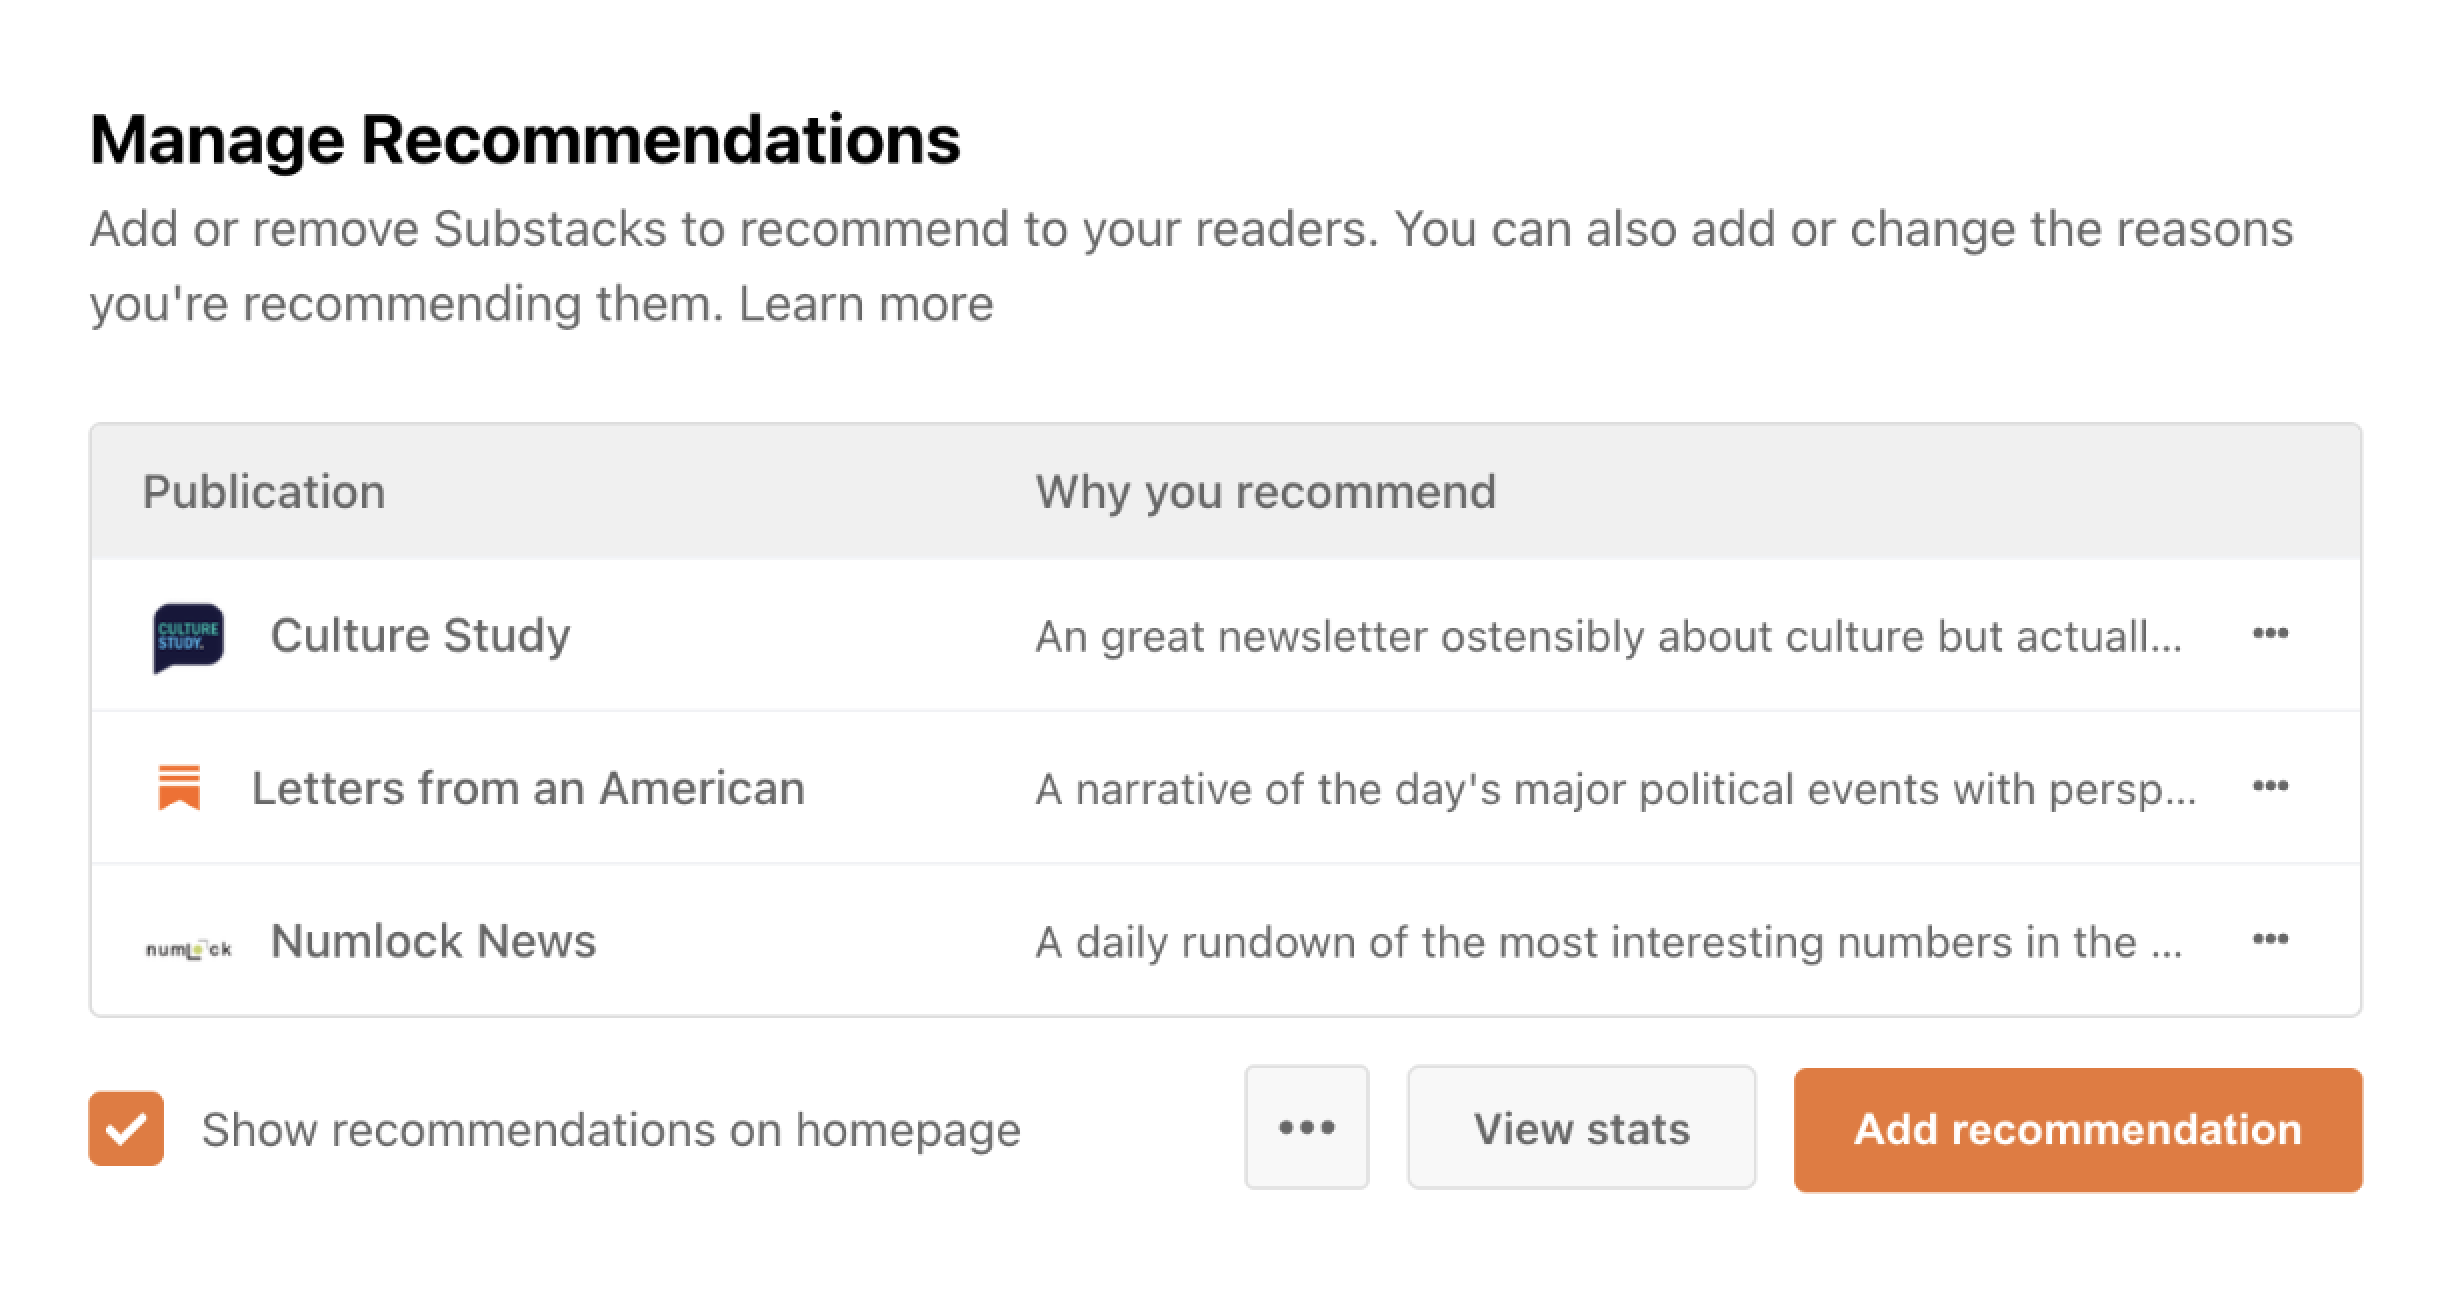 Manage Recommendations
Add or remove Substacks to recommend to your readers. You can also add or change the reasons
you're recommending them. Learn more
Publication Why you recommend
CULTURE
STUDY.
Culture Study An great newsletter ostensibly about culture but actuall... •••
Letters from an American A narrative of the day's major political events with persp... •••
numlock Numlock News A daily rundown of the most interesting numbers in the ... •••
Show recommendations on homepage ••• View stats Add recommendation